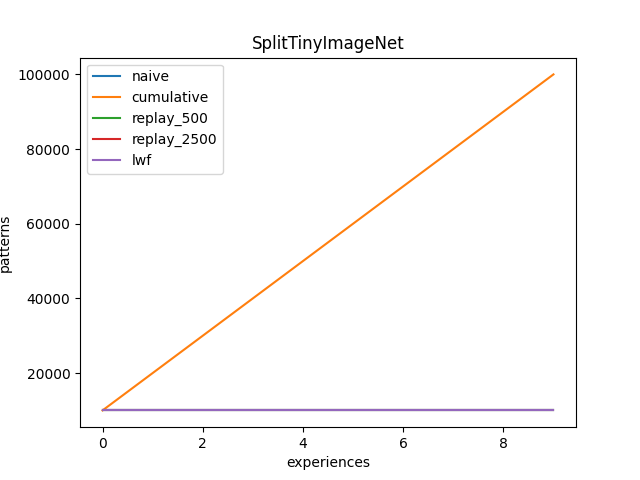 SplitTinyImageNet
naive
cumulative
replay_500
replay_2500
lwf
100000
80000
60000
40000
20000
patterns
0 2 4 6 8
experiences